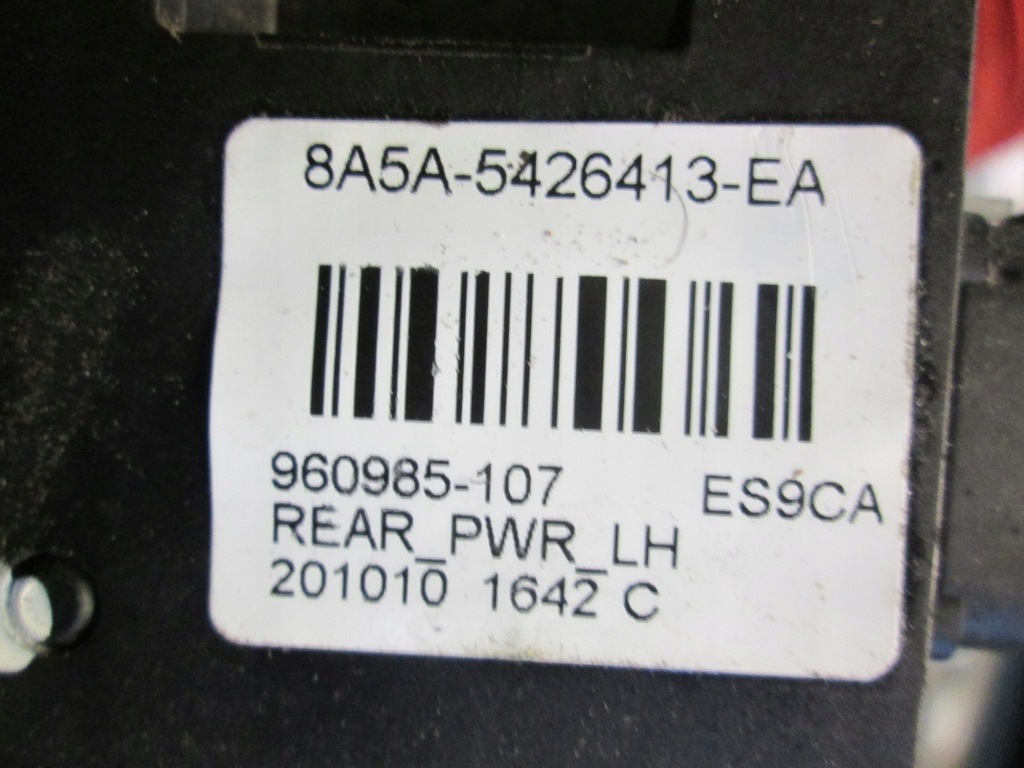 8A5A-5426413-EA
960985-107 ES9CA
REAR_PWR_LH
201010 1642 C